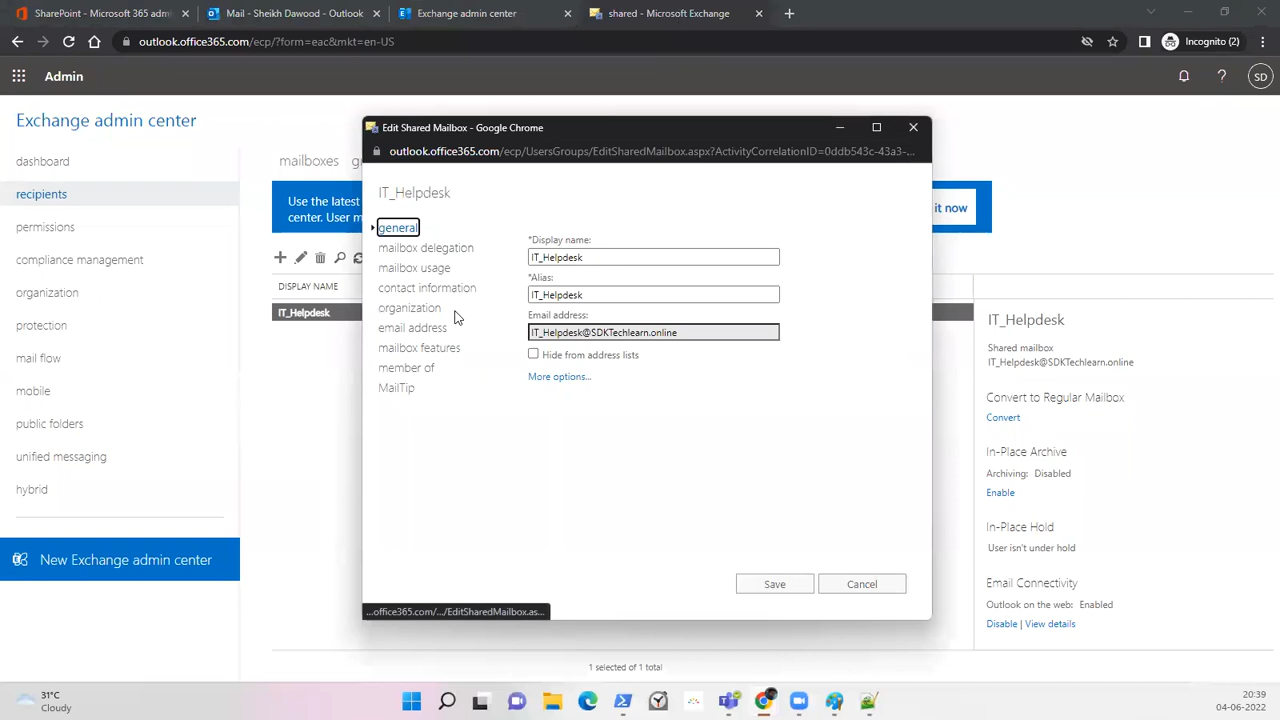 SharePoint - Microsoft 365 admin
Mail - Sheikh Dawood - Outlook
Exchange admin center
shared - Microsoft Exchange
outlook.office365.com/ecp/?form=eac&mkt=en-US
Incognito (2)
Admin
SD
Exchange admin center
dashboard
recipients
permissions
compliance management
organization
protection
mail flow
mobile
public folders
unified messaging
hybrid
New Exchange admin center
mailboxes
Use the latest
center. User m
it now
DISPLAY NAME
IT_Helpdesk
Edit Shared Mailbox - Google Chrome
outlook.office365.com/ecp/UsersGroups/EditSharedMailbox.aspx?ActivityCorrelationID=0ddb543c-43a3-...
IT_Helpdesk
general
mailbox delegation
mailbox usage
contact information
organization
email address
mailbox features
member of
MailTip
*Display name:
IT_Helpdesk
*Alias:
IT_Helpdesk
Email address:
IT_Helpdesk@SDKTechlearn.online
Hide from address lists
More options...
Save
Cancel
...office365.com/.../EditSharedMailbox.as...
IT_Helpdesk
Shared mailbox
IT_Helpdesk@SDKTechlearn.online
Convert to Regular Mailbox
Convert
In-Place Archive
Archiving: Disabled
Enable
In-Place Hold
User isn't under hold
Email Connectivity
Outlook on the web: Enabled
Disable | View details
1 selected of 1 total
31°C
Cloudy
20:39
04-06-2022